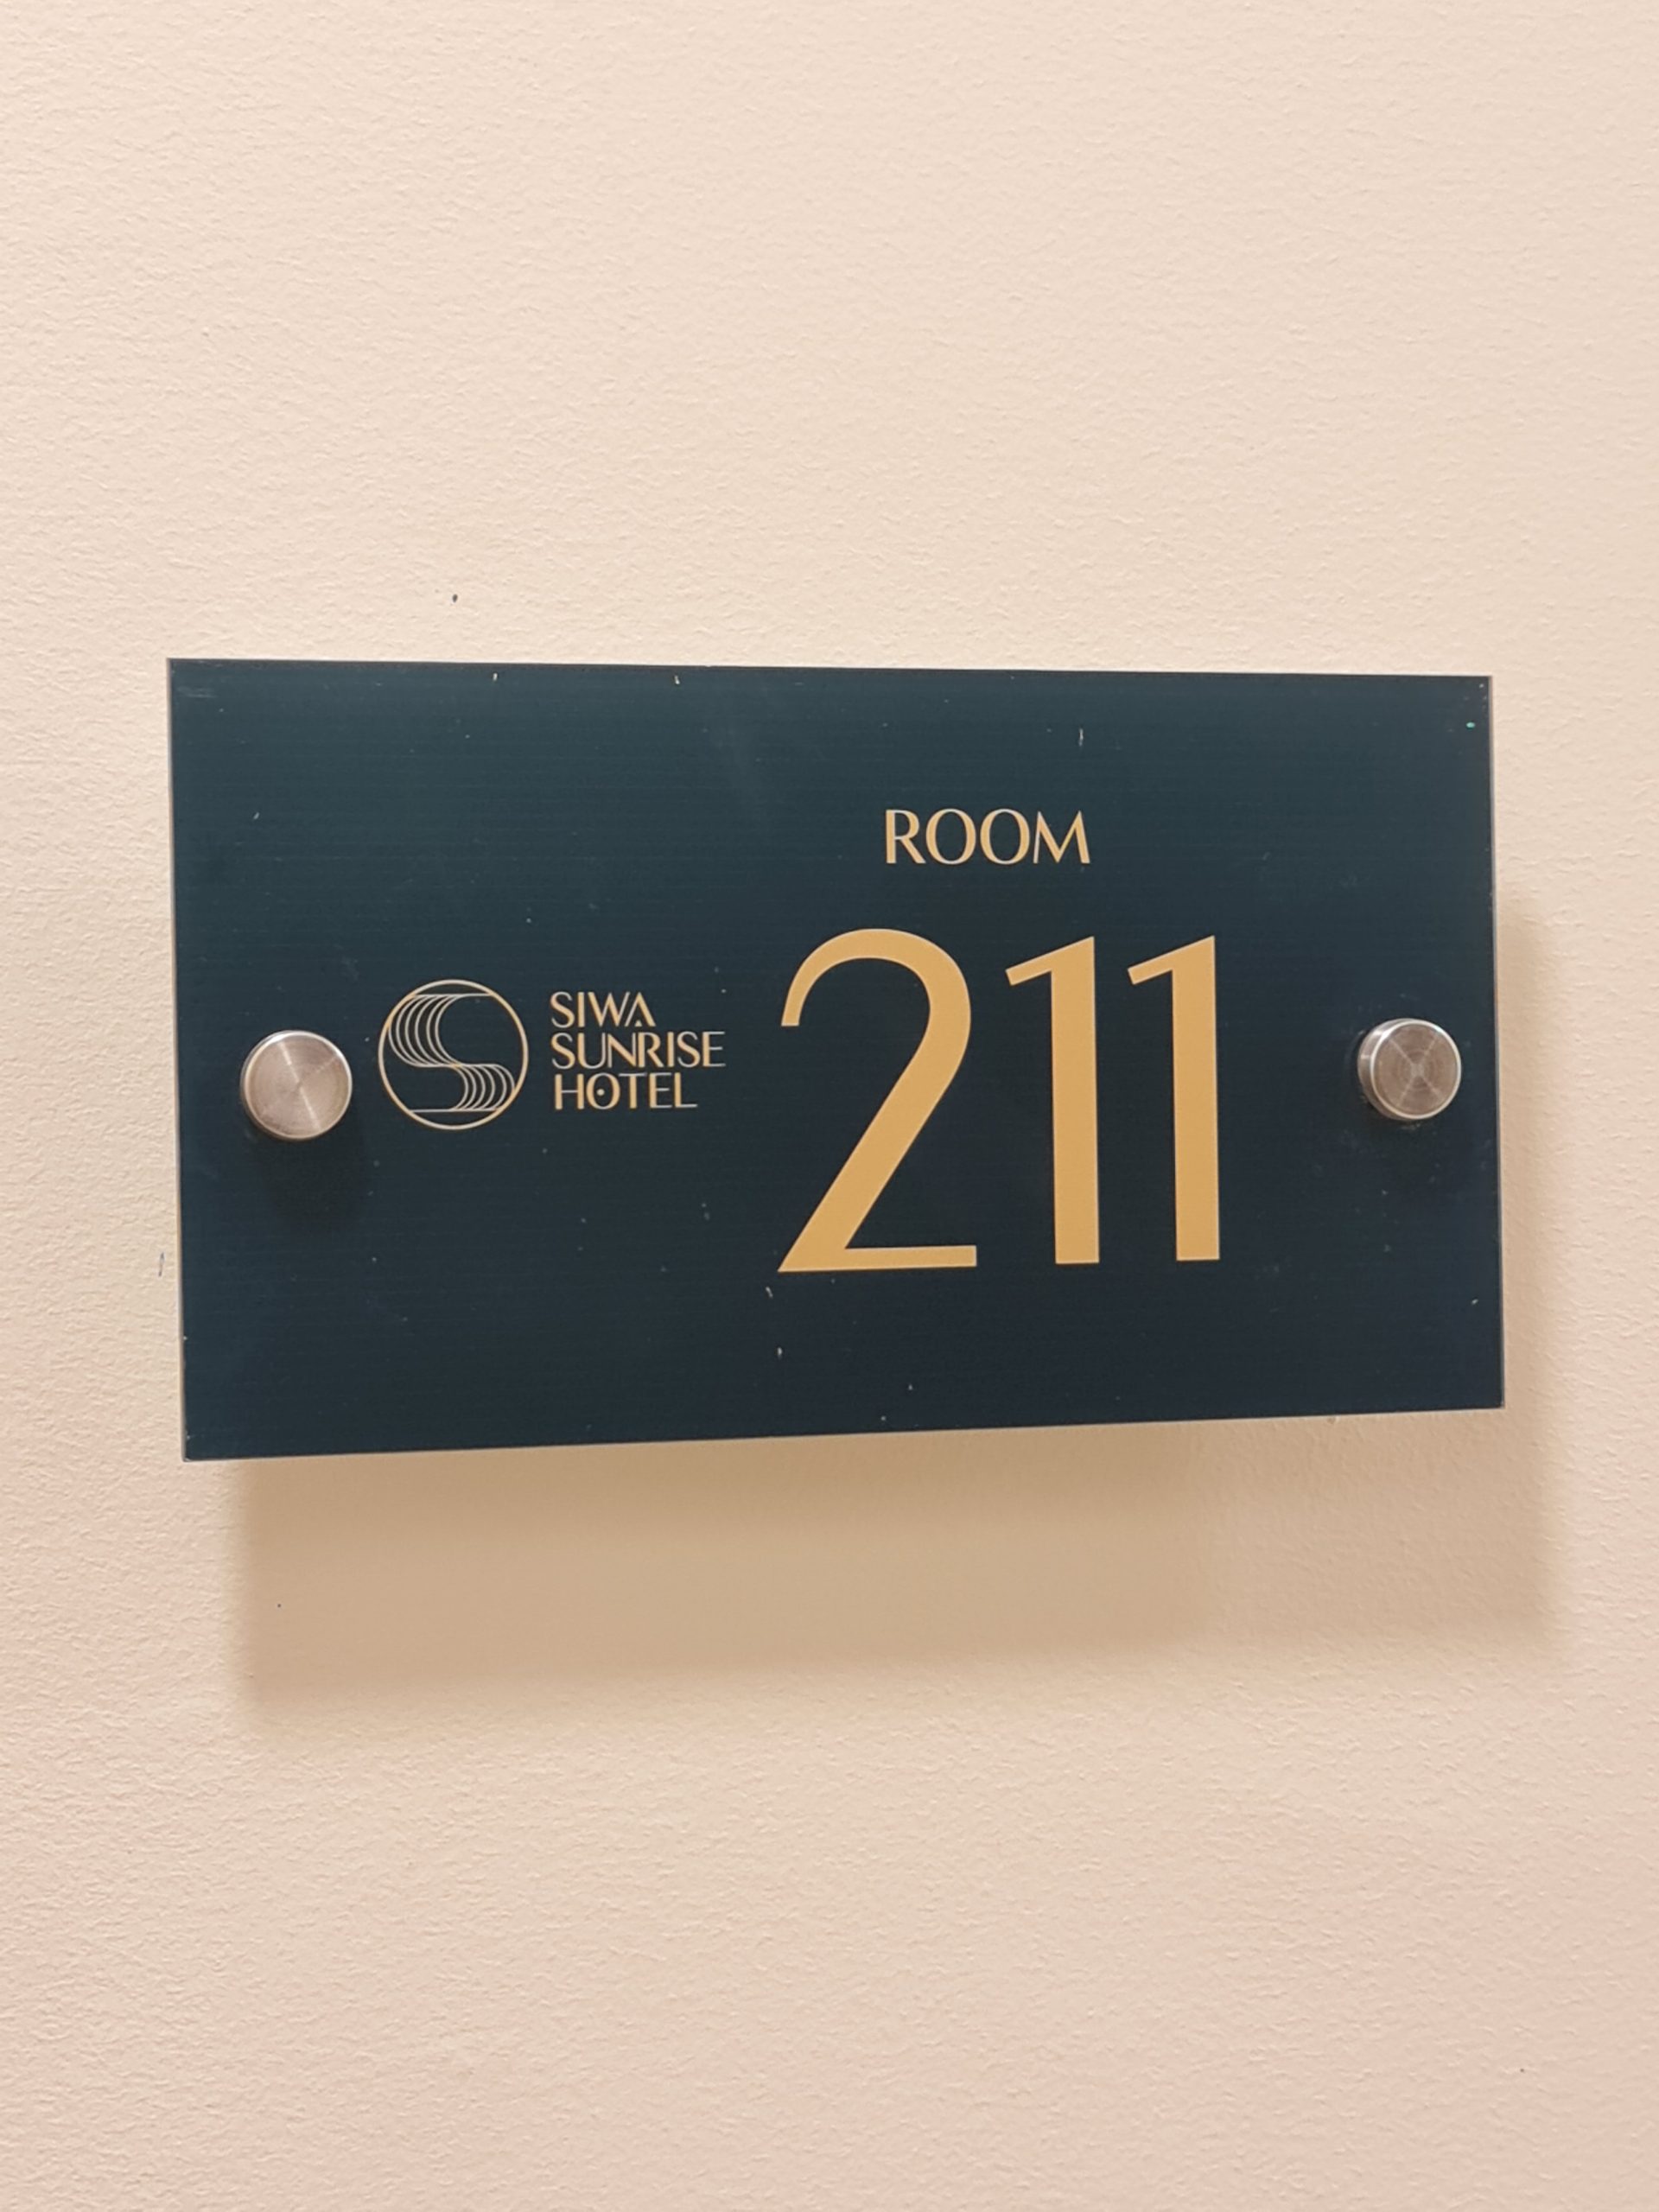 ROOM
211
SIWA
SUNRISE
HOTEL